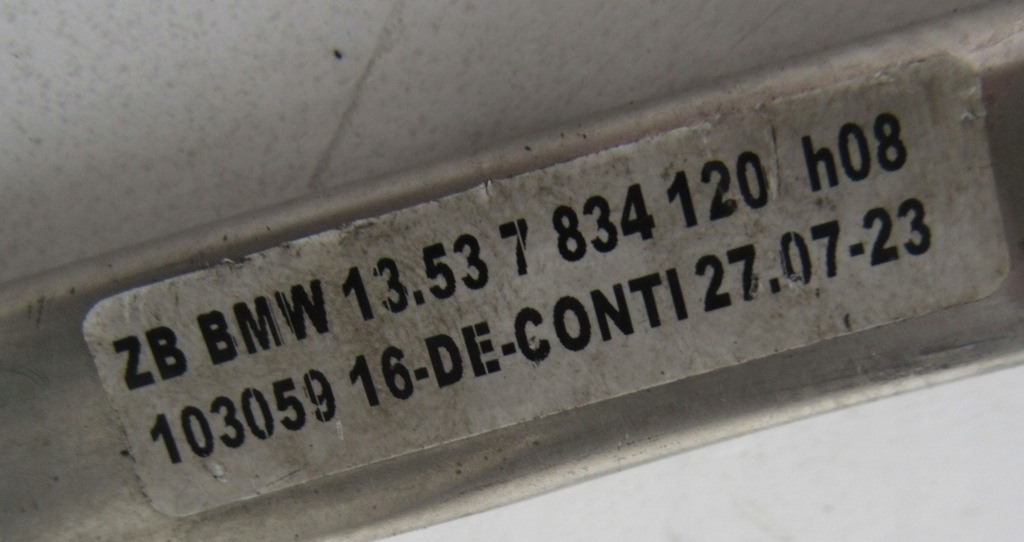 ZB BMW 13.53 7 834 120 h08
103059 16-DE-CONTI 27.07-23